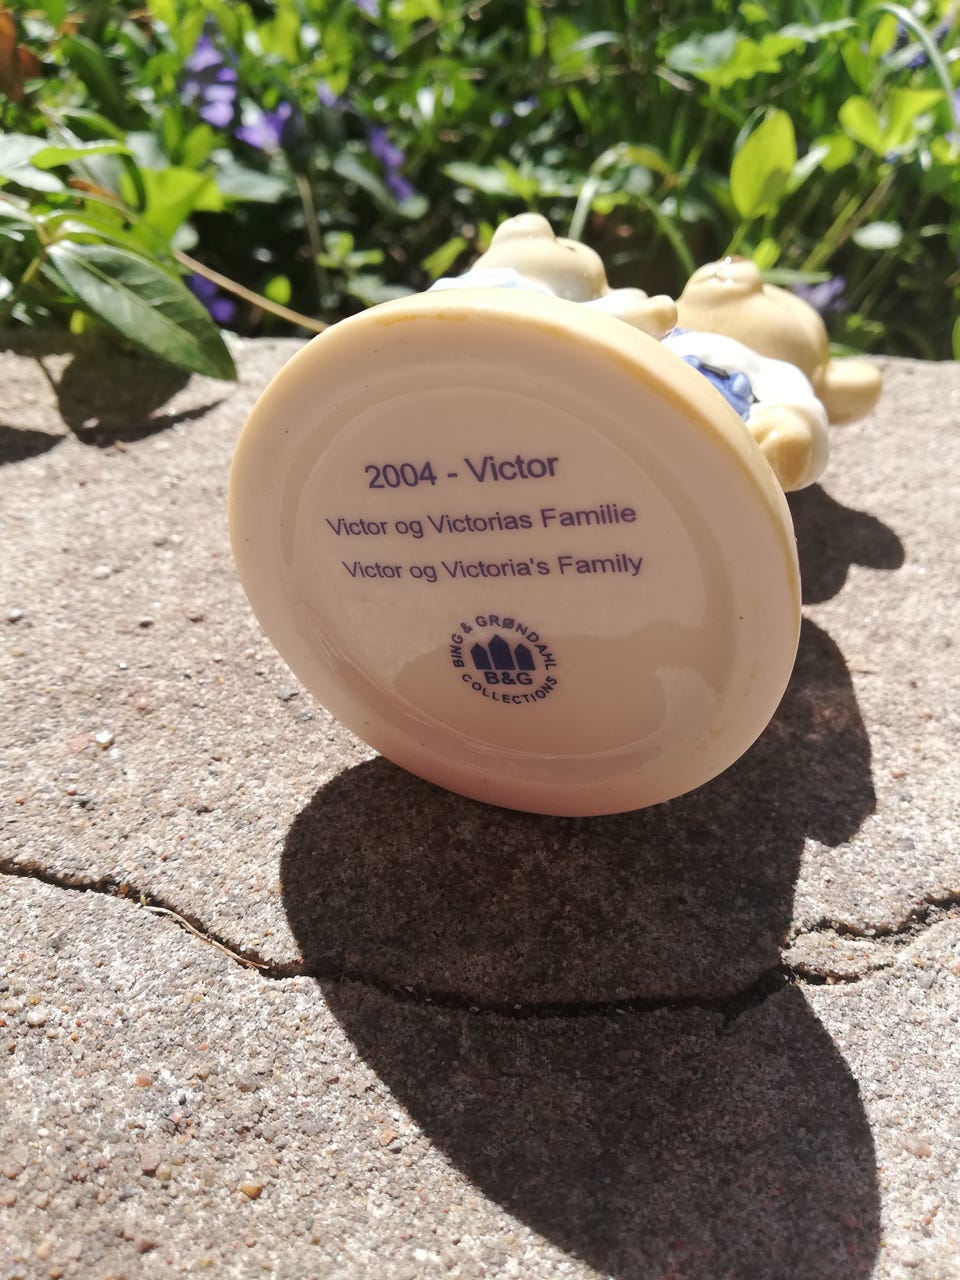 2004 - Victor
Victor og Victorias Familie
Victor og Victoria's Family
BING & GRØNDAHL
B&G
COLLECTIONS